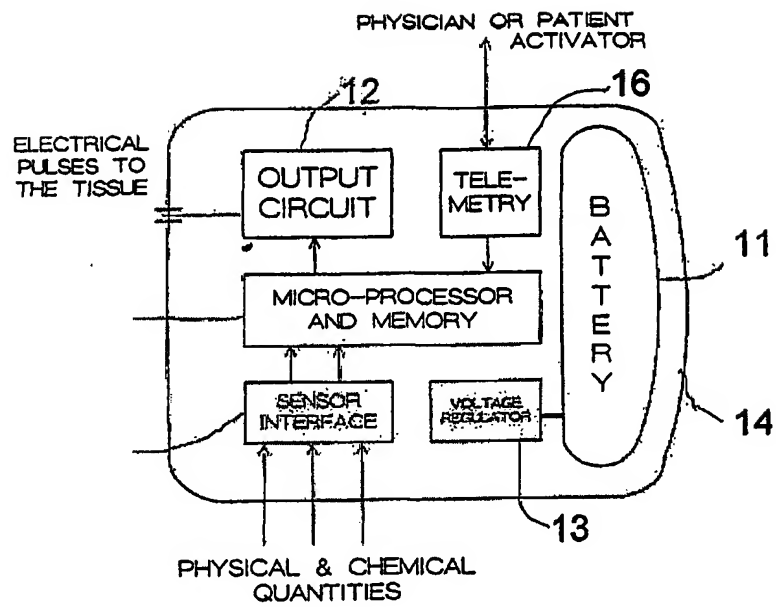 PHYSICIAN OR PATIENT
ACTIVATOR
12
16
ELECTRICAL
PULSES TO
THE TISSUE
OUTPUT
CIRCUIT
TELE-
METRY
BATTERY
11
MICRO-PROCESSOR
AND MEMORY
SENSOR
INTERFACE
VOLTAGE
REGULATOR
14
13
PHYSICAL & CHEMICAL
QUANTITIES